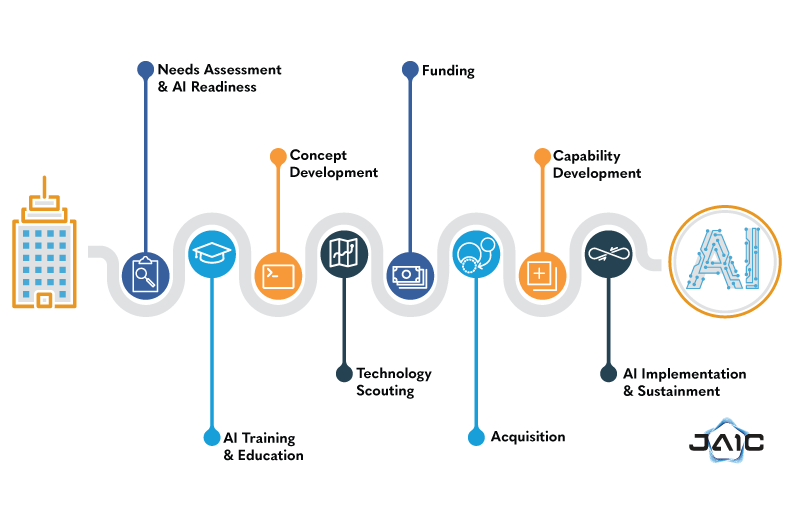 Needs Assessment
& AI Readiness
AI Training
& Education
Concept
Development
Technology
Scouting
Funding
Acquisition
Capability
Development
AI Implementation
& Sustainment
AI
JAIC